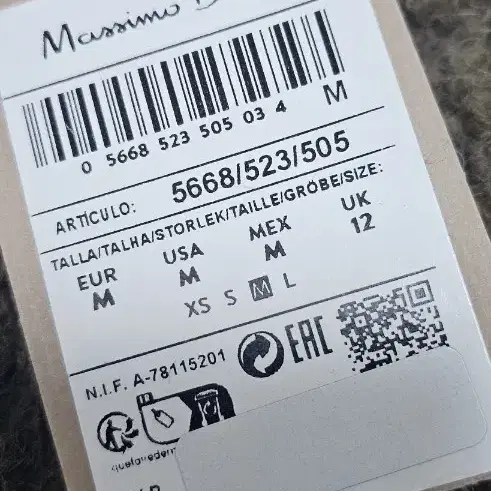 Massimo
0 5668 523 505 03 4 M
ARTÍCULO: 5668/523/505
TALLA/TALHA/STORLEK/TAILLE/GRÖBE/SIZE:
EUR USA MEX UK
M M M 12
XS S M L
N.I.F. A-78115201 EAC